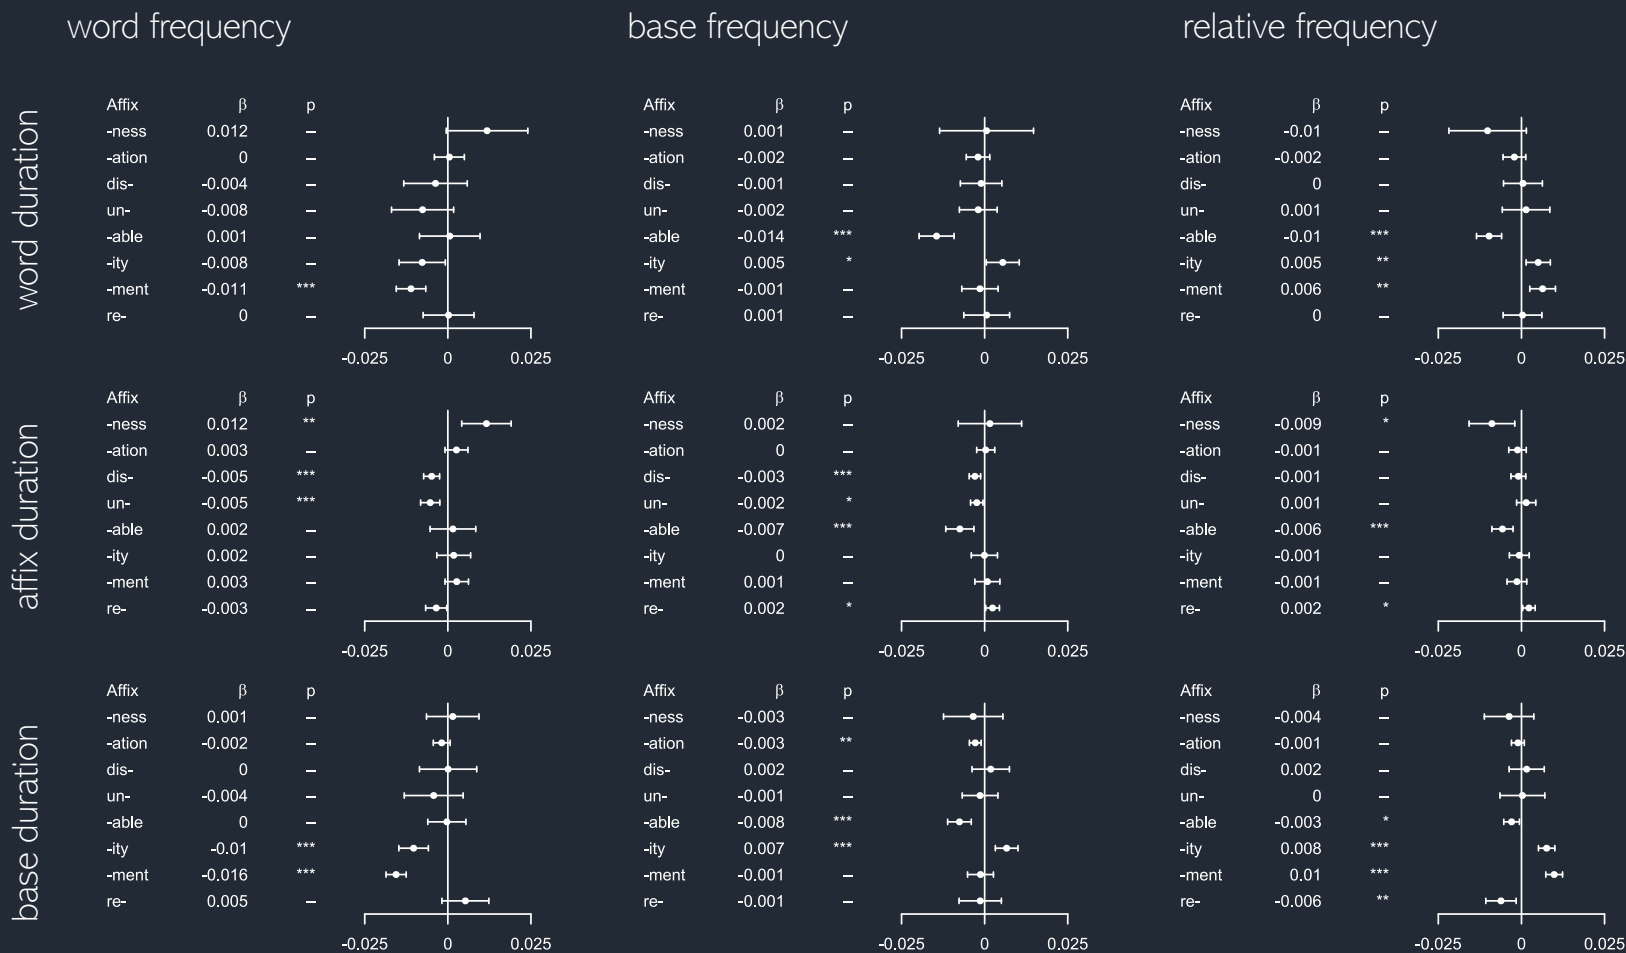 word frequency base frequency relative frequency
word duration
Affix β p Affix β p Affix β p
-ness 0.012 – -ness 0.001 – -ness -0.01 –
-ation 0 – -ation -0.002 – -ation -0.002 –
dis- -0.004 – dis- -0.001 – dis- 0 –
un- -0.008 – un- -0.002 – un- 0.001 –
-able 0.001 – -able -0.014 *** -able -0.01 ***
-ity -0.008 – -ity 0.005 * -ity 0.005 **
-ment -0.011 *** -ment -0.001 – -ment 0.006 **
re- 0 – re- 0.001 – re- 0 –
-0.025 0 0.025 -0.025 0 0.025 -0.025 0 0.025
affix duration
Affix β p Affix β p Affix β p
-ness 0.012 ** -ness 0.002 – -ness -0.009 *
-ation 0.003 – -ation 0 – -ation -0.001 –
dis- -0.005 *** dis- -0.003 *** dis- -0.001 –
un- -0.005 *** un- -0.002 * un- 0.001 –
-able 0.002 – -able -0.007 *** -able -0.006 ***
-ity 0.002 – -ity 0 – -ity -0.001 –
-ment 0.003 – -ment 0.001 – -ment -0.001 –
re- -0.003 – re- 0.002 * re- 0.002 *
-0.025 0 0.025 -0.025 0 0.025 -0.025 0 0.025
base duration
Affix β p Affix β p Affix β p
-ness 0.001 – -ness -0.003 – -ness -0.004 –
-ation -0.002 – -ation -0.003 ** -ation -0.001 –
dis- 0 – dis- 0.002 – dis- 0.002 –
un- -0.004 – un- -0.001 – un- 0 –
-able 0 – -able -0.008 *** -able -0.003 *
-ity -0.01 *** -ity 0.007 *** -ity 0.008 ***
-ment -0.016 *** -ment -0.001 – -ment 0.01 ***
re- 0.005 – re- -0.001 – re- -0.006 **
-0.025 0 0.025 -0.025 0 0.025 -0.025 0 0.025